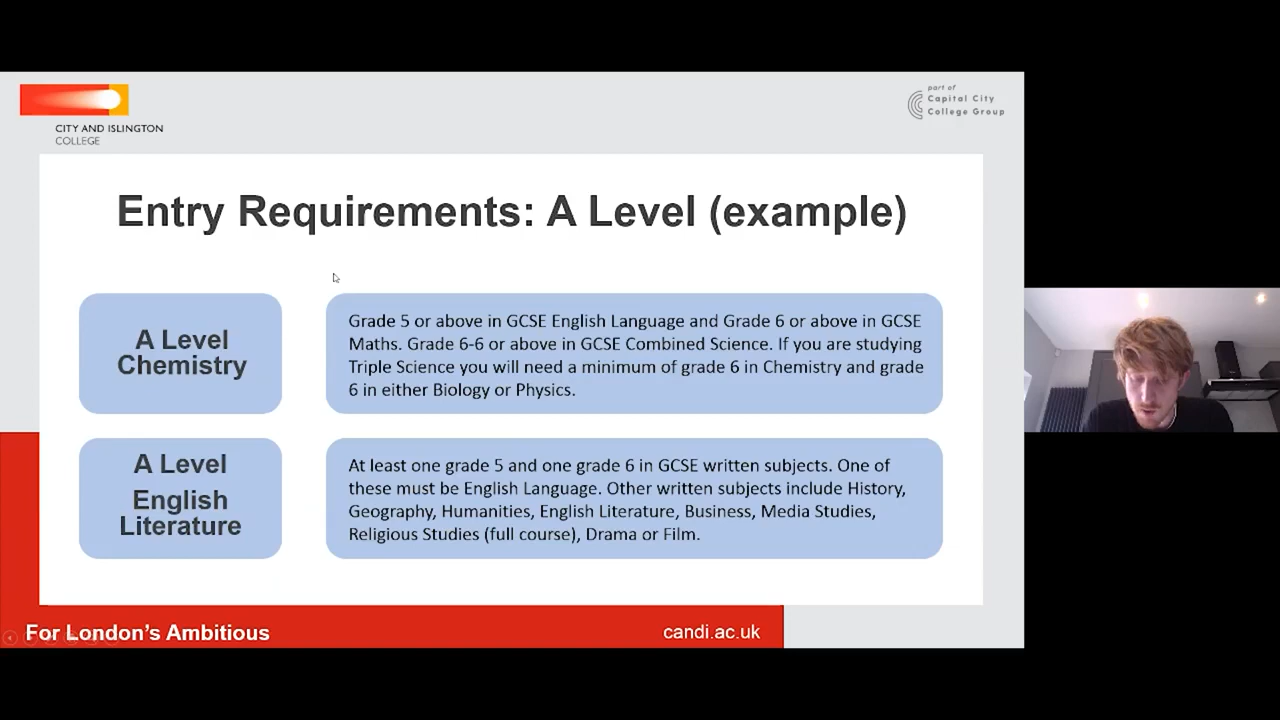 CITY AND ISLINGTON
COLLEGE
part of
Capital City
College Group
Entry Requirements: A Level (example)
A Level
Chemistry
Grade 5 or above in GCSE English Language and Grade 6 or above in GCSE
Maths. Grade 6-6 or above in GCSE Combined Science. If you are studying
Triple Science you will need a minimum of grade 6 in Chemistry and grade
6 in either Biology or Physics.
A Level
English
Literature
At least one grade 5 and one grade 6 in GCSE written subjects. One of
these must be English Language. Other written subjects include History,
Geography, Humanities, English Literature, Business, Media Studies,
Religious Studies (full course), Drama or Film.
For London's Ambitious
candi.ac.uk